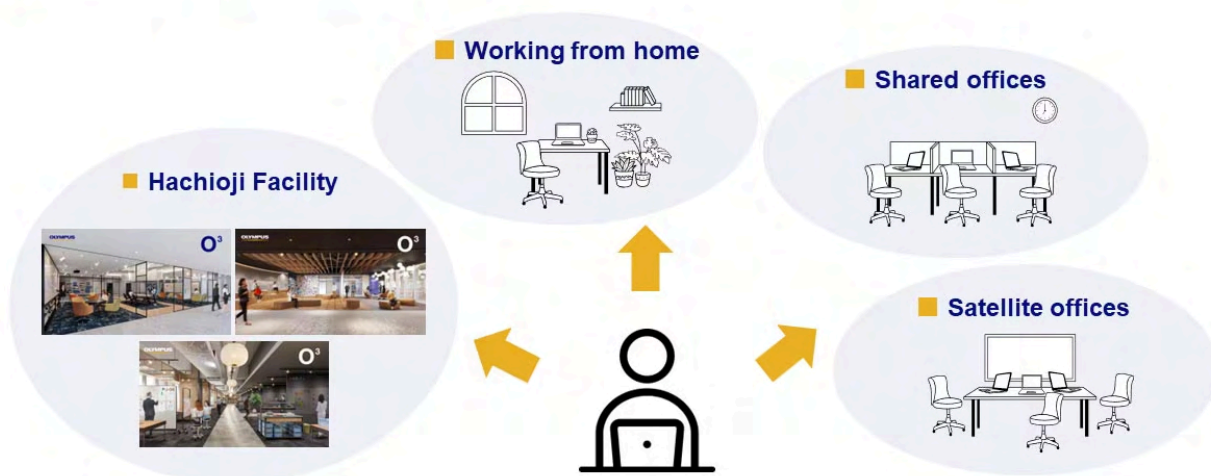 Working from home
Shared offices
Hachioji Facility
OLYMPUS
O³
OLYMPUS
O³
Satellite offices
OLYMPUS
O³